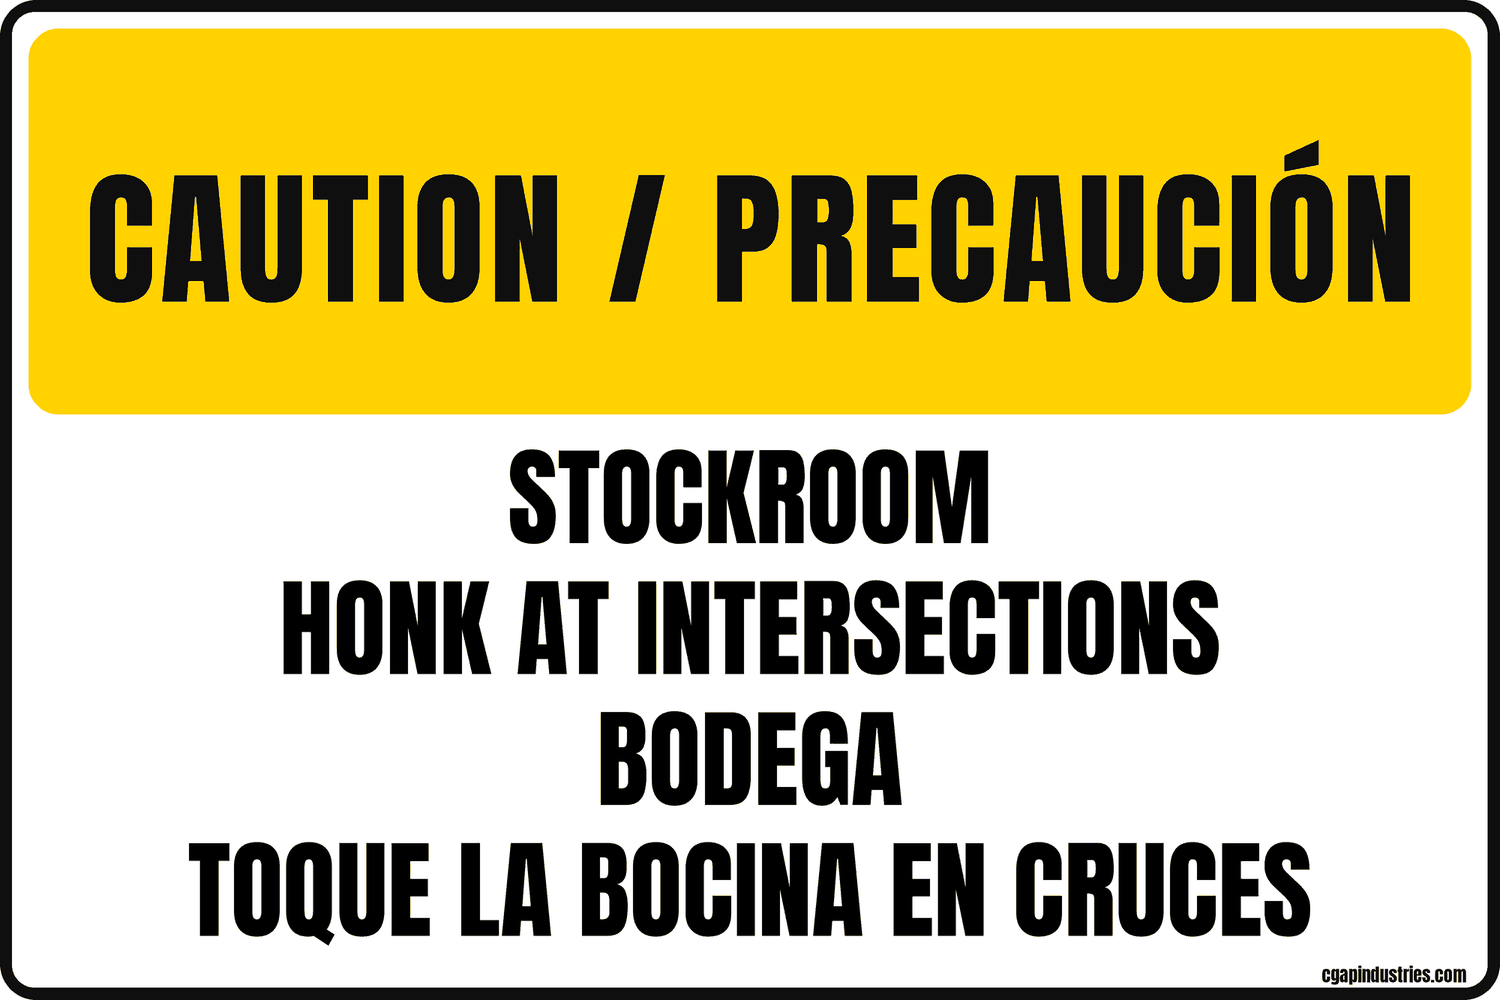 CAUTION / PRECAUCIÓN
STOCKROOM
HONK AT INTERSECTIONS
BODEGA
TOQUE LA BOCINA EN CRUCES
cgapindustries.com